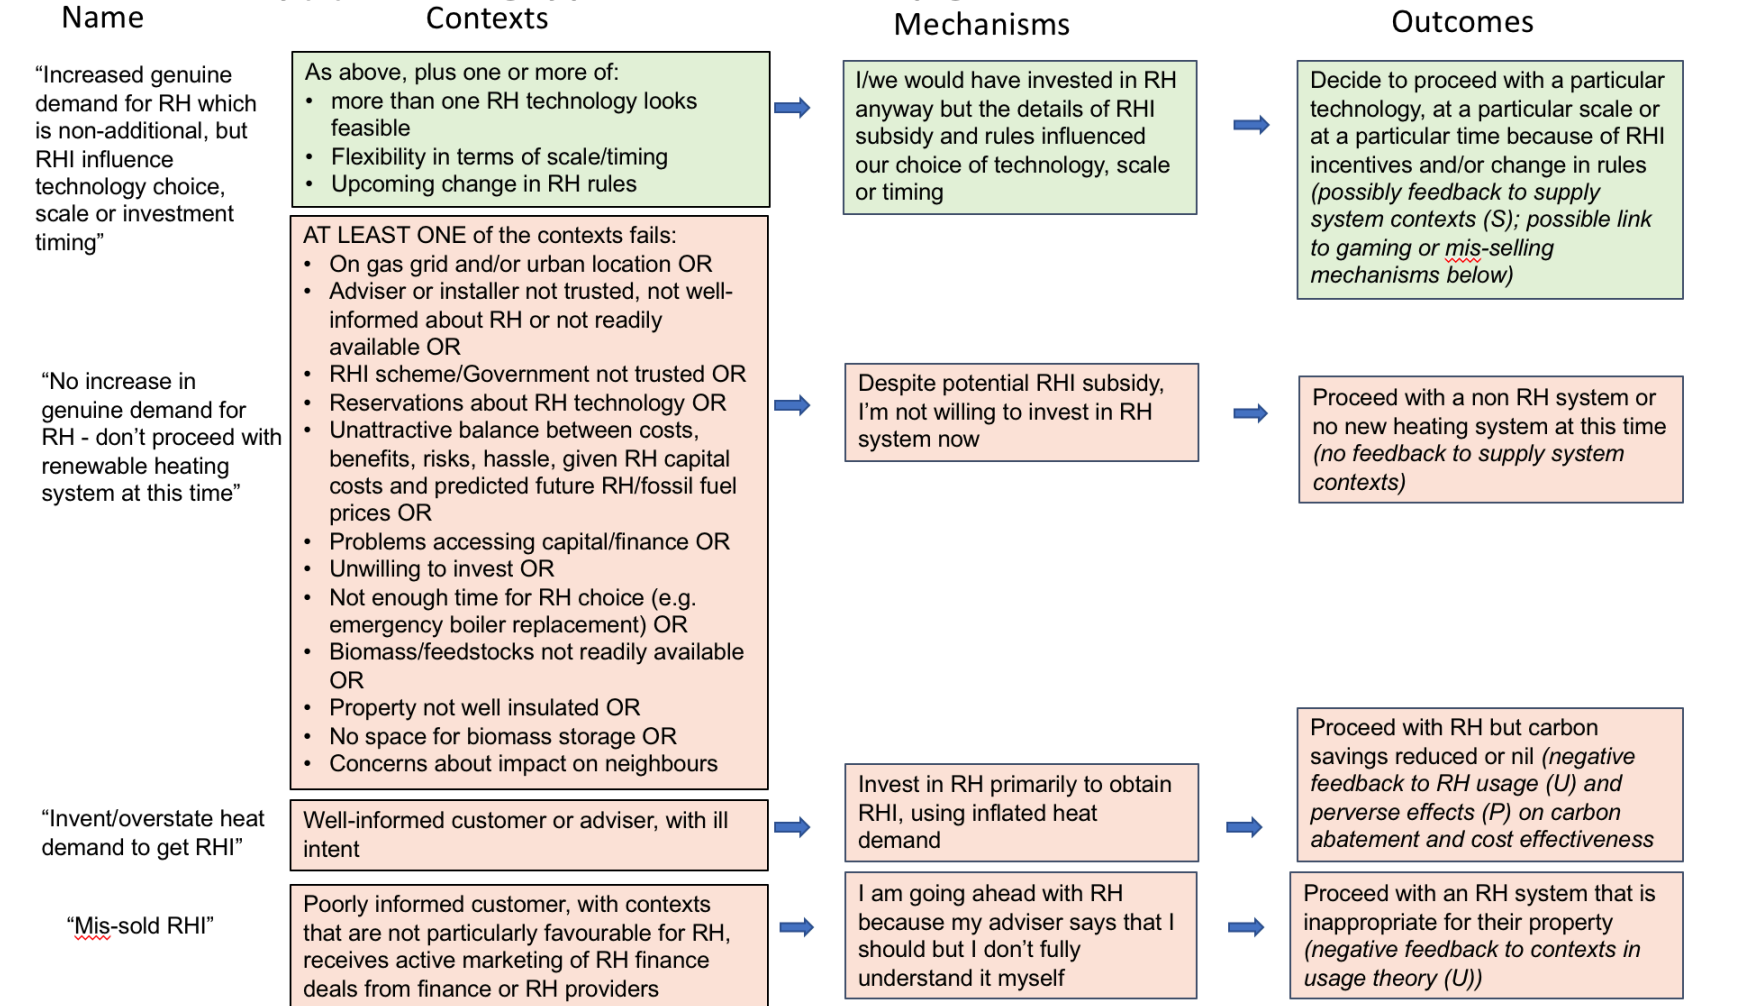 Name
Contexts
Mechanisms
Outcomes
“Increased genuine
demand for RH which
is non-additional, but
RHI influence
technology choice,
scale or investment
timing”
As above, plus one or more of:
• more than one RH technology looks
feasible
• Flexibility in terms of scale/timing
• Upcoming change in RH rules
I/we would have invested in RH
anyway but the details of RHI
subsidy and rules influenced
our choice of technology, scale
or timing
Decide to proceed with a particular
technology, at a particular scale or
at a particular time because of RHI
incentives and/or change in rules
(possibly feedback to supply
system contexts (S); possible link
to gaming or mis-selling
mechanisms below)
“No increase in
genuine demand for
RH - don’t proceed with
renewable heating
system at this time”
AT LEAST ONE of the contexts fails:
• On gas grid and/or urban location OR
• Adviser or installer not trusted, not well-
informed about RH or not readily
available OR
• RHI scheme/Government not trusted OR
• Reservations about RH technology OR
• Unattractive balance between costs,
benefits, risks, hassle, given RH capital
costs and predicted future RH/fossil fuel
prices OR
• Problems accessing capital/finance OR
• Unwilling to invest OR
• Not enough time for RH choice (e.g.
emergency boiler replacement) OR
• Biomass/feedstocks not readily available
OR
• Property not well insulated OR
• No space for biomass storage OR
• Concerns about impact on neighbours
Despite potential RHI subsidy,
I’m not willing to invest in RH
system now
Proceed with a non RH system or
no new heating system at this time
(no feedback to supply system
contexts)
“Invent/overstate heat
demand to get RHI”
Well-informed customer or adviser, with ill
intent
Invest in RH primarily to obtain
RHI, using inflated heat
demand
Proceed with RH but carbon
savings reduced or nil (negative
feedback to RH usage (U) and
perverse effects (P) on carbon
abatement and cost effectiveness
“Mis-sold RHI”
Poorly informed customer, with contexts
that are not particularly favourable for RH,
receives active marketing of RH finance
deals from finance or RH providers
I am going ahead with RH
because my adviser says that I
should but I don’t fully
understand it myself
Proceed with an RH system that is
inappropriate for their property
(negative feedback to contexts in
usage theory (U))